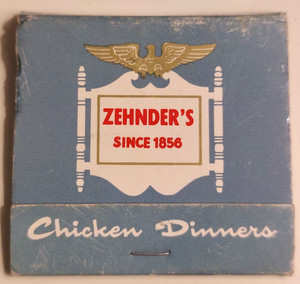 ZEHNDER'S
SINCE 1856
Chicken Dinners